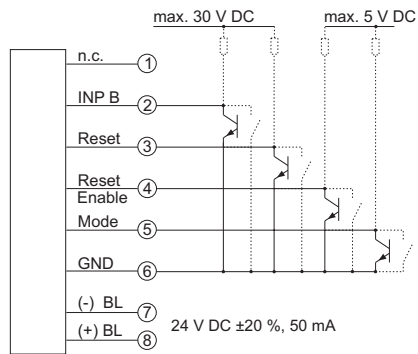 max. 30 V DC
max. 5 V DC
n.c. 1
INP B 2
Reset 3
Reset Enable 4
Mode 5
GND 6
(-) BL 7
(+) BL 8
24 V DC ±20 %, 50 mA